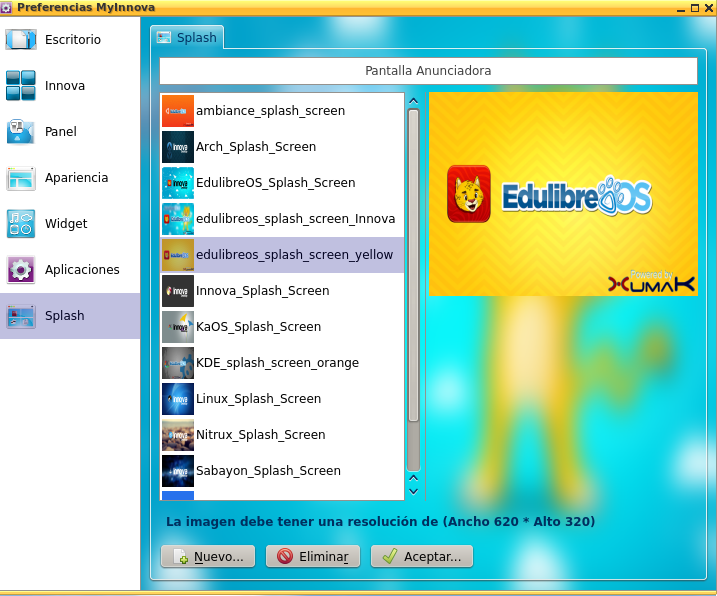 Preferencias MyInnova
Escritorio
Innova
Panel
Apariencia
Widget
Aplicaciones
Splash
Splash
Pantalla Anunciadora
ambiance_splash_screen
Arch_Splash_Screen
EdulibreOS_Splash_Screen
edulibreos_splash_screen_Innova
edulibreos_splash_screen_yellow
Innova_Splash_Screen
KaOS_Splash_Screen
KDE_splash_screen_orange
Linux_Splash_Screen
Nitrux_Splash_Screen
Sabayon_Splash_Screen
EdulibreOS
Powered by
XUMAK
La imagen debe tener una resolución de (Ancho 620 * Alto 320)
Nuevo...
Eliminar
Aceptar...